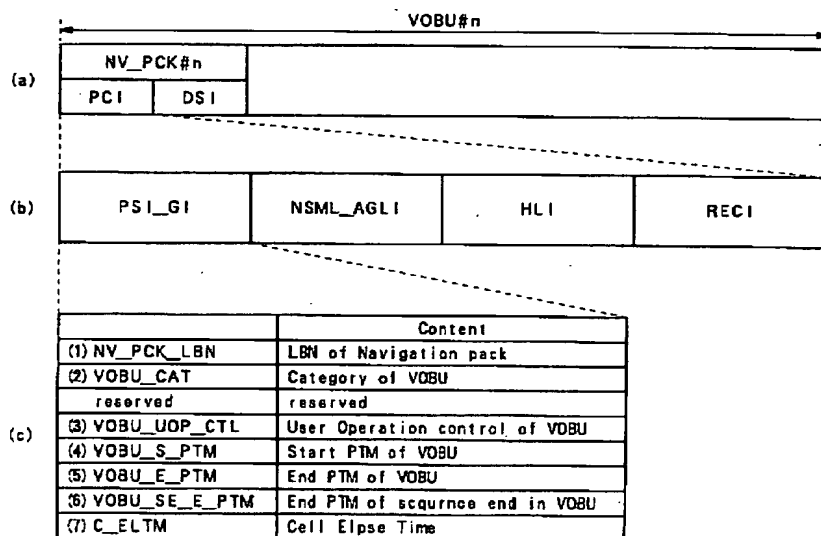 VOBU#n
(a)
NV_PCK#n
PCI DSI
(b)
PSI_GI NSML_AGLI HLI RECI
(c)
Content
(1) NV_PCK_LBN LBN of Navigation pack
(2) VOBU_CAT Category of VOBU
reserved reserved
(3) VOBU_UOP_CTL User Operation control of VOBU
(4) VOBU_S_PTM Start PTM of VOBU
(5) VOBU_E_PTM End PTM of VOBU
(6) VOBU_SE_E_PTM End PTM of sequrnce end in VOBU
(7) C_ELTM Cell Elpse Time